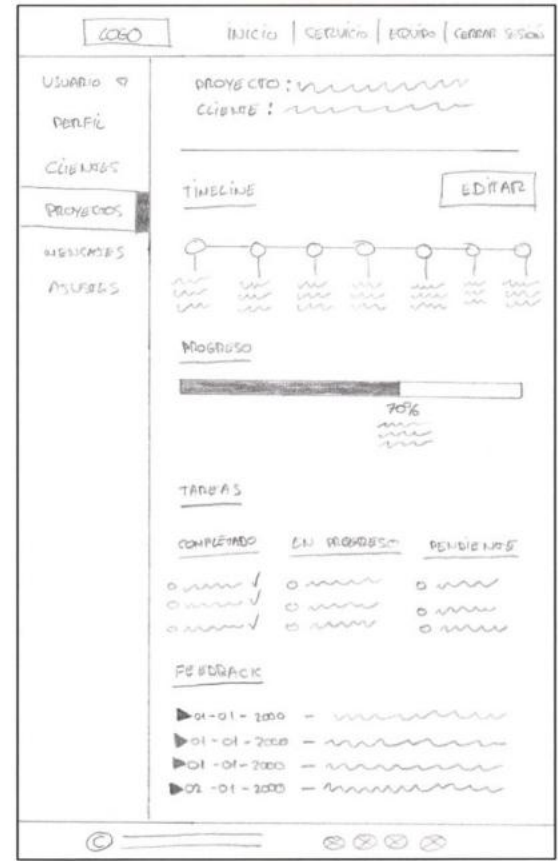 LOGO
INICIO | SERVICIO | EQUIPO | CERRAR SESIÓN
USUARIO
PERFIL
CLIENTES
PROYECTOS
MENSAJES
PROYECTO:
CLIENTE:
TIMELINE
EDITAR
PROGRESO
70%
TAREAS
COMPLETADO
EN PROGRESO
PENDIENTE
FEEDBACK
01-01-2000 -
01-01-2000 -
01-01-2000 -
02-01-2000 -
©